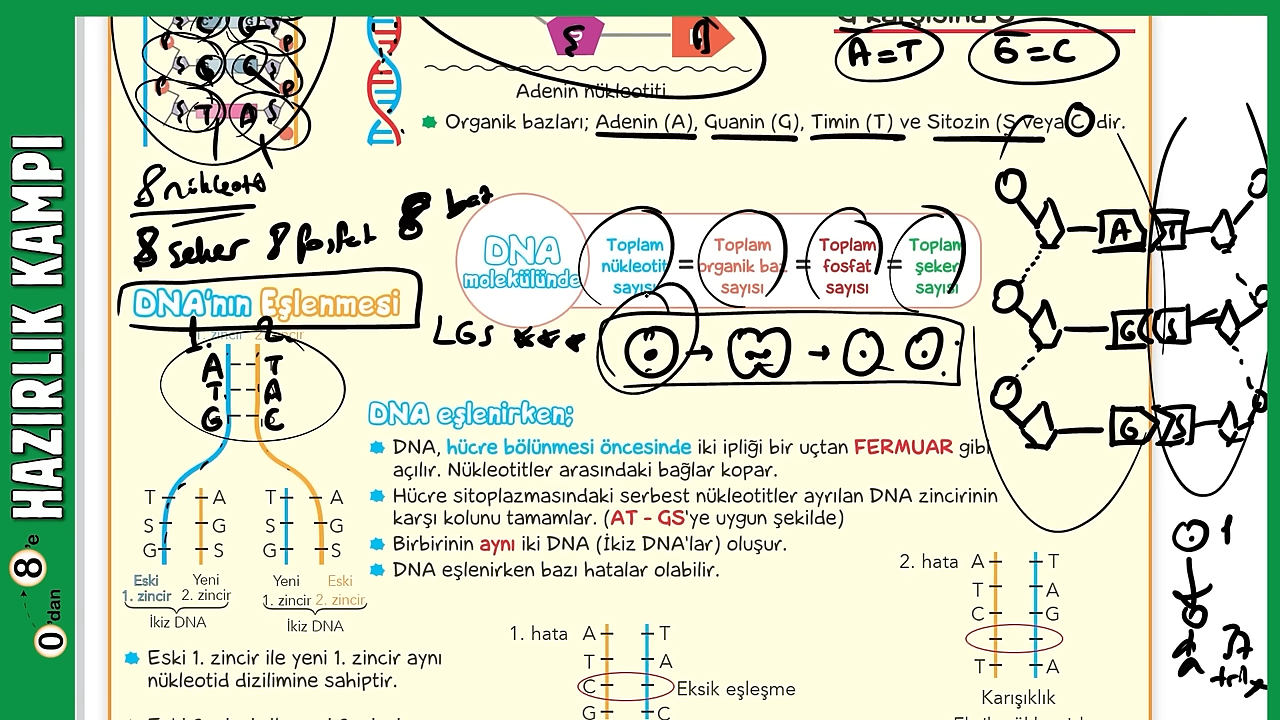 HAZIRLIK KAMPI
0'dan 8'e
P
S C G S
P
S G C S
P P
S T A S
Ş A
Adenin nükleotiti
A=T G=C
Organik bazları; Adenin (A), Guanin (G), Timin (T) ve Sitozin (S veya C) dir.
8 nükleoti
8 şeker 8 fosfat 8 baz
DNA
molekülünde
Toplam nükleotit sayısı = Toplam organik baz sayısı = Toplam fosfat sayısı = Toplam şeker sayısı
A T
G S
G S
DNA'nın Eşlenmesi
LGS ***
1. zincir 2. zincir
1. 2.
A T
T A
G C
T A T A
S G S G
G S G S
Eski 1. zincir
Yeni 2. zincir
Yeni 1. zincir
Eski 2. zincir
İkiz DNA
İkiz DNA
DNA eşlenirken;
DNA, hücre bölünmesi öncesinde iki ipliği bir uçtan FERMUAR gibi
açılır. Nükleotitler arasındaki bağlar kopar.
Hücre sitoplazmasındaki serbest nükleotitler ayrılan DNA zincirinin
karşı kolunu tamamlar. (AT - GS'ye uygun şekilde)
Birbirinin aynı iki DNA (İkiz DNA'lar) oluşur.
DNA eşlenirken bazı hatalar olabilir.
Eski 1. zincir ile yeni 1. zincir aynı
nükleotid dizilimine sahiptir.
1. hata A T
T A
C Eksik eşleşme
G C
2. hata A T
T A
C G
T A
Karışıklık
1
37